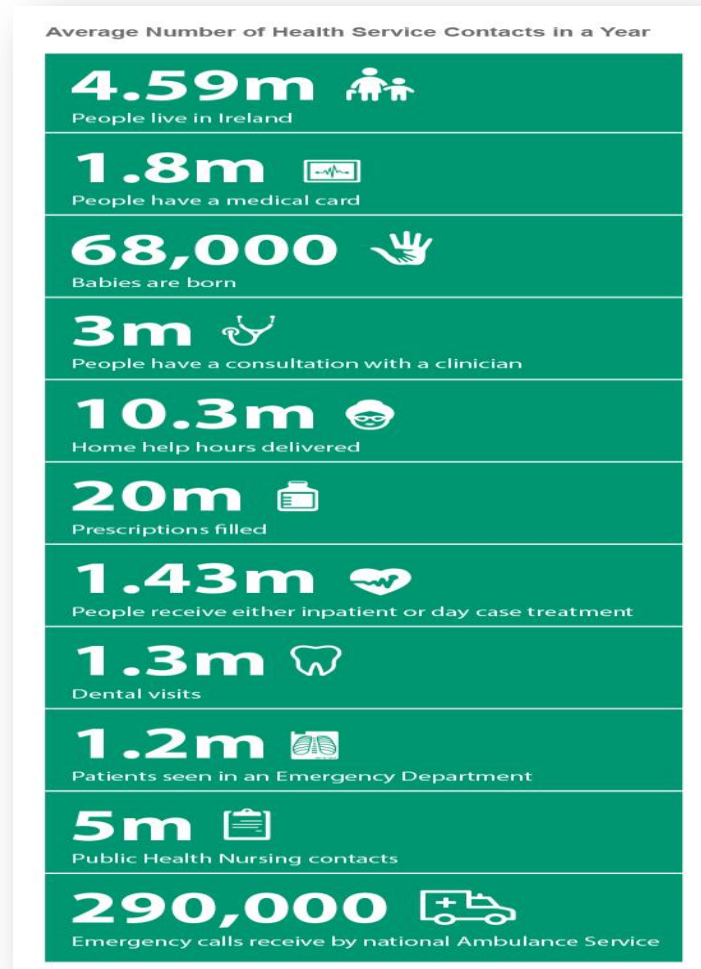 Average Number of Health Service Contacts in a Year
4.59m
People live in Ireland
1.8m
People have a medical card
68,000
Babies are born
3m
People have a consultation with a clinician
10.3m
Home help hours delivered
20m
Prescriptions filled
1.43m
People receive either inpatient or day case treatment
1.3m
Dental visits
1.2m
Patients seen in an Emergency Department
5m
Public Health Nursing contacts
290,000
Emergency calls receive by national Ambulance Service